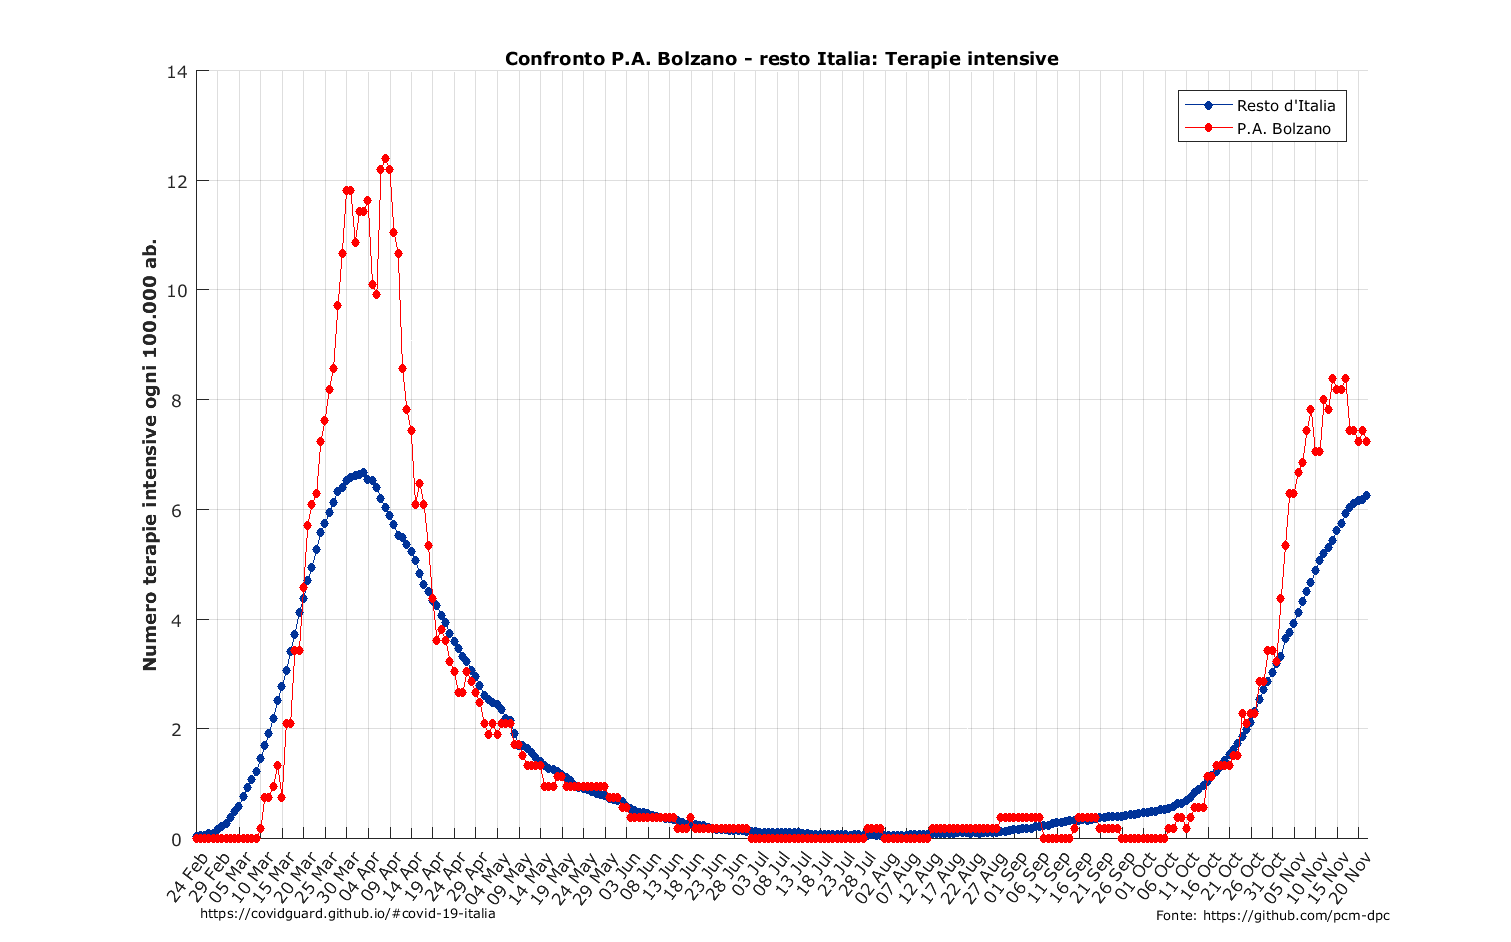 Confronto P.A. Bolzano - resto Italia: Terapie intensive
Resto d'Italia
P.A. Bolzano
Numero terapie intensive ogni 100.000 ab.
14
12
10
8
6
4
2
0
24 Feb
29 Feb
05 Mar
10 Mar
15 Mar
20 Mar
25 Mar
30 Mar
04 Apr
09 Apr
14 Apr
19 Apr
24 Apr
29 Apr
04 May
09 May
14 May
19 May
24 May
29 May
03 Jun
08 Jun
13 Jun
18 Jun
23 Jun
28 Jun
03 Jul
08 Jul
13 Jul
18 Jul
23 Jul
28 Jul
02 Aug
07 Aug
12 Aug
17 Aug
22 Aug
27 Aug
01 Sep
06 Sep
11 Sep
16 Sep
21 Sep
26 Sep
01 Oct
06 Oct
11 Oct
16 Oct
21 Oct
26 Oct
31 Oct
05 Nov
10 Nov
15 Nov
20 Nov
https://covidguard.github.io/#covid-19-italia
Fonte: https://github.com/pcm-dpc